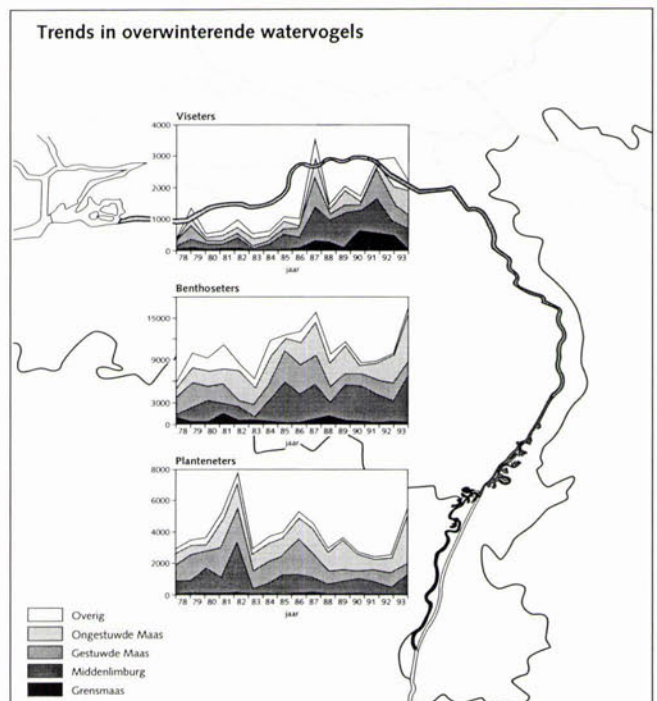 Trends in overwinterende watervogels
Viseters
4000
3000
2000
1000
0
78 79 80 81 82 83 84 85 86 87 88 89 90 91 92 93
jaar
Benthoseters
15000
9000
3000
0
78 79 80 81 82 83 84 85 86 87 88 89 90 91 92 93
jaar
Planteneters
8000
6000
4000
2000
0
78 79 80 81 82 83 84 85 86 87 88 89 90 91 92 93
jaar
Overig
Ongestuwde Maas
Gestuwde Maas
Middenlimburg
Grensmaas